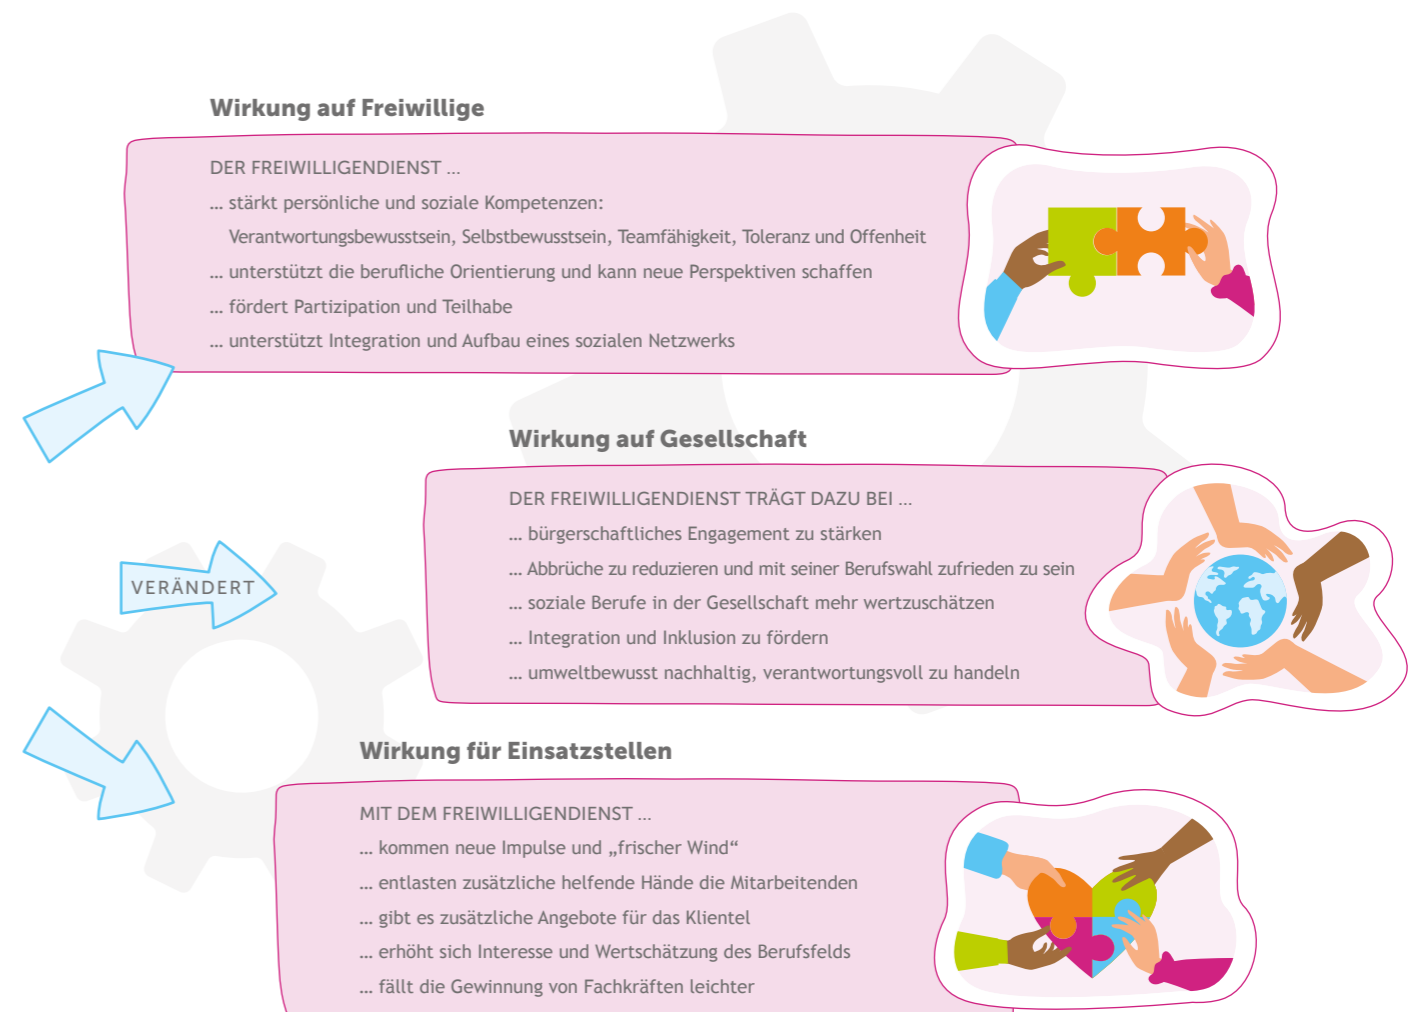 Wirkung auf Freiwillige
DER FREIWILLIGENDIENST ...
... stärkt persönliche und soziale Kompetenzen:
Verantwortungsbewusstsein, Selbstbewusstsein, Teamfähigkeit, Toleranz und Offenheit
... unterstützt die berufliche Orientierung und kann neue Perspektiven schaffen
... fördert Partizipation und Teilhabe
... unterstützt Integration und Aufbau eines sozialen Netzwerks
Wirkung auf Gesellschaft
DER FREIWILLIGENDIENST TRÄGT DAZU BEI ...
... bürgerschaftliches Engagement zu stärken
... Abbrüche zu reduzieren und mit seiner Berufswahl zufrieden zu sein
... soziale Berufe in der Gesellschaft mehr wertzuschätzen
... Integration und Inklusion zu fördern
... umweltbewusst nachhaltig, verantwortungsvoll zu handeln
VERÄNDERT
Wirkung für Einsatzstellen
MIT DEM FREIWILLIGENDIENST ...
... kommen neue Impulse und „frischer Wind“
... entlasten zusätzliche helfende Hände die Mitarbeitenden
... gibt es zusätzliche Angebote für das Klientel
... erhöht sich Interesse und Wertschätzung des Berufsfelds
... fällt die Gewinnung von Fachkräften leichter